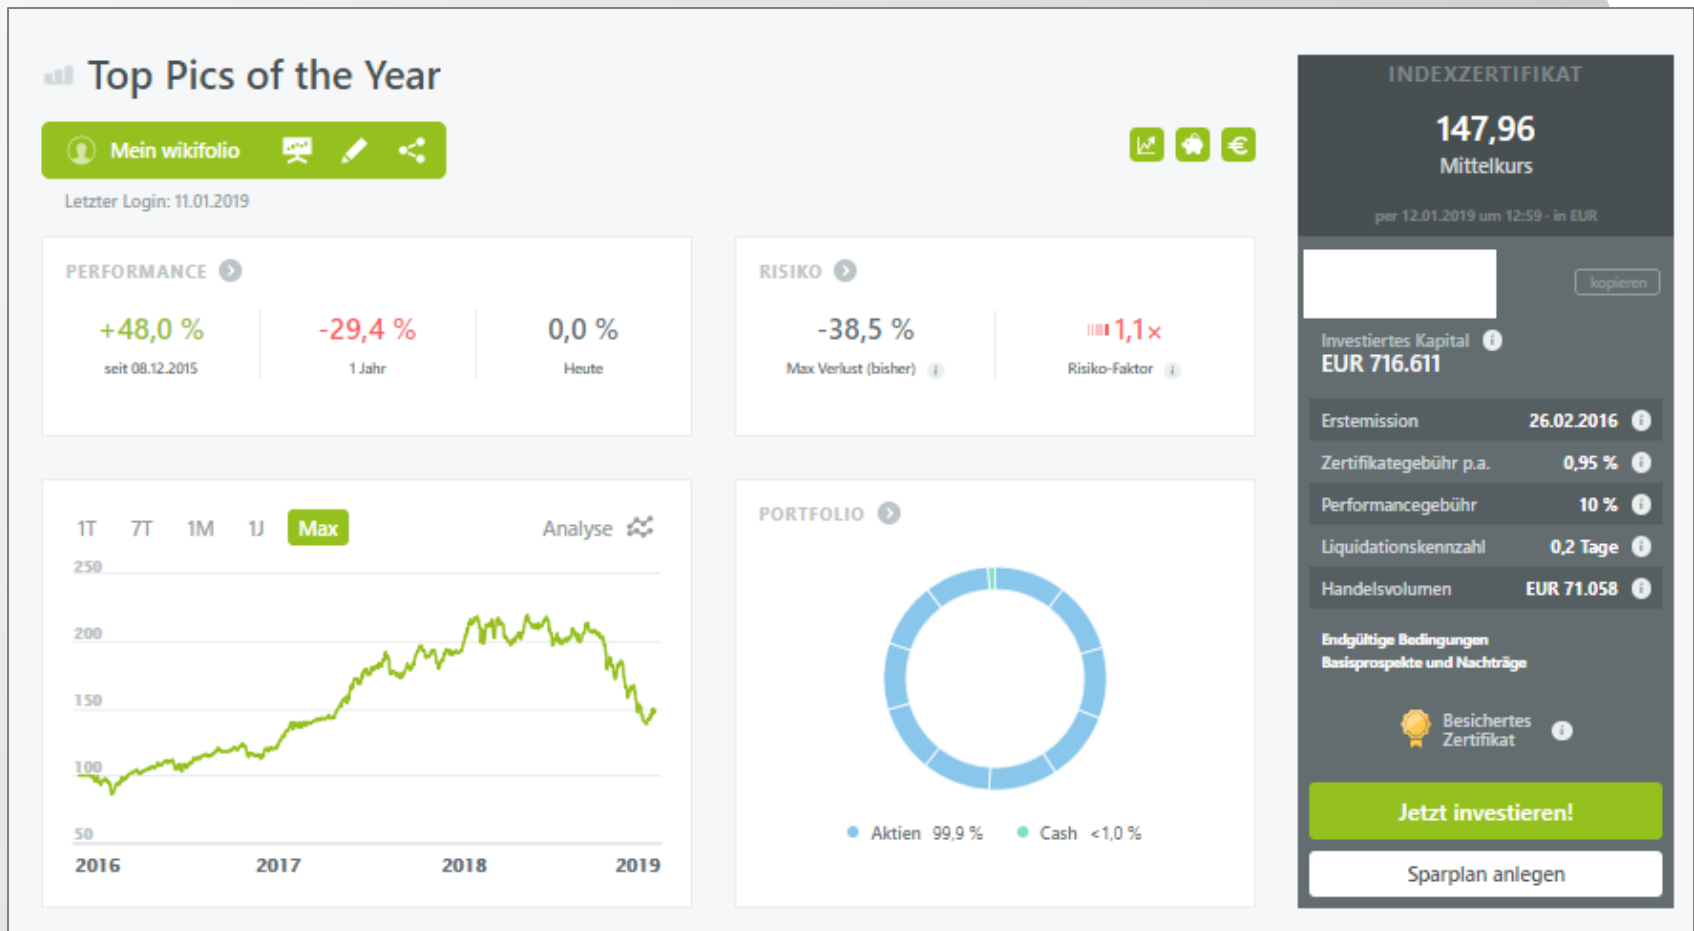 Top Pics of the Year
Mein wikifolio
Letzter Login: 11.01.2019
PERFORMANCE
+48,0 %
seit 08.12.2015
-29,4 %
1 Jahr
0,0 %
Heute
RISIKO
-38,5 %
Max Verlust (bisher)
1,1×
Risiko-Faktor
1T 7T 1M 1J Max
Analyse
250
200
150
100
50
2016 2017 2018 2019
PORTFOLIO
Aktien 99,9 % Cash <1,0 %
INDEXZERTIFIKAT
147,96
Mittelkurs
per 12.01.2019 um 12:59 · in EUR
kopieren
Investiertes Kapital
EUR 716.611
Erstemission 26.02.2016
Zertifikategebühr p.a. 0,95 %
Performancegebühr 10 %
Liquidationskennzahl 0,2 Tage
Handelsvolumen EUR 71.058
Endgültige Bedingungen
Basisprospekte und Nachträge
Besichertes
Zertifikat
Jetzt investieren!
Sparplan anlegen